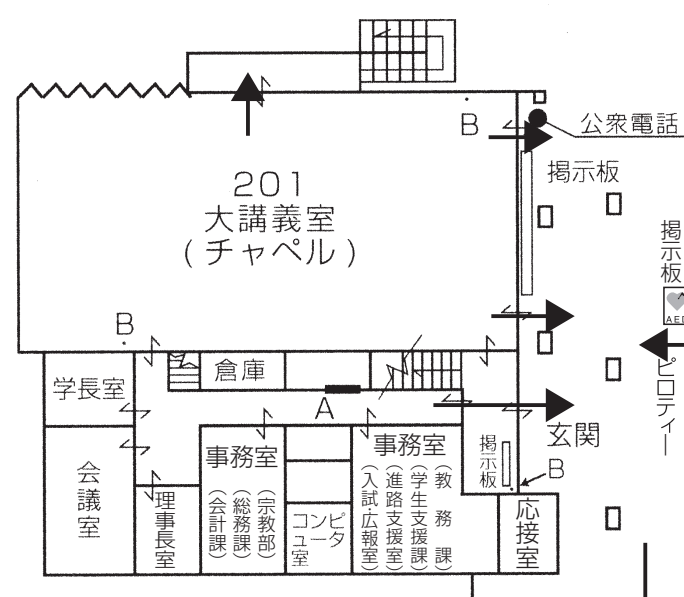 B
公衆電話
掲示板
201
大講義室
(チャペル)
掲示板
AED
B
倉庫
学長室
A
ピロティー
玄関
掲示板
B
会議室
理事長室
事務室
(宗教部)
(総務課)
(会計課)
コンピュータ室
事務室
(教務課)
(学生支援課)
(進路支援室)
(入試・広報室)
応接室